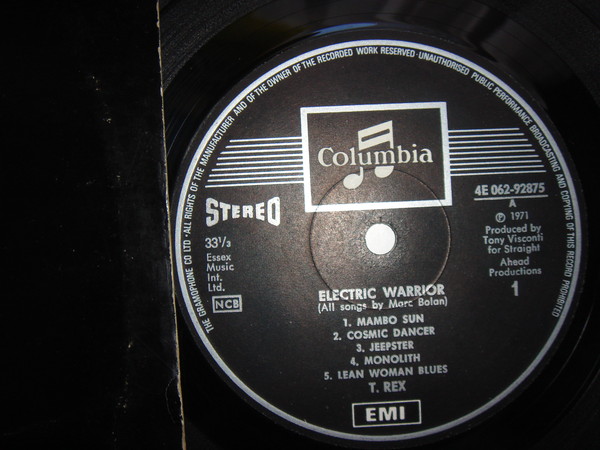 THE GRAMOPHONE CO LTD · ALL RIGHTS OF THE MANUFACTURER AND OF THE OWNER OF THE RECORDED WORK RESERVED · UNAUTHORISED PUBLIC PERFORMANCE BROADCASTING AND COPYING OF THIS RECORD PROHIBITED
Columbia
STEREO
33⅓
Essex
Music
Int.
Ltd.
NCB
4E 062-92875
A
℗ 1971
Produced by
Tony Visconti
for Straight
Ahead
Productions
1
ELECTRIC WARRIOR
(All songs by Marc Bolan)
1. MAMBO SUN
2. COSMIC DANCER
3. JEEPSTER
4. MONOLITH
5. LEAN WOMAN BLUES
T. REX
EMI